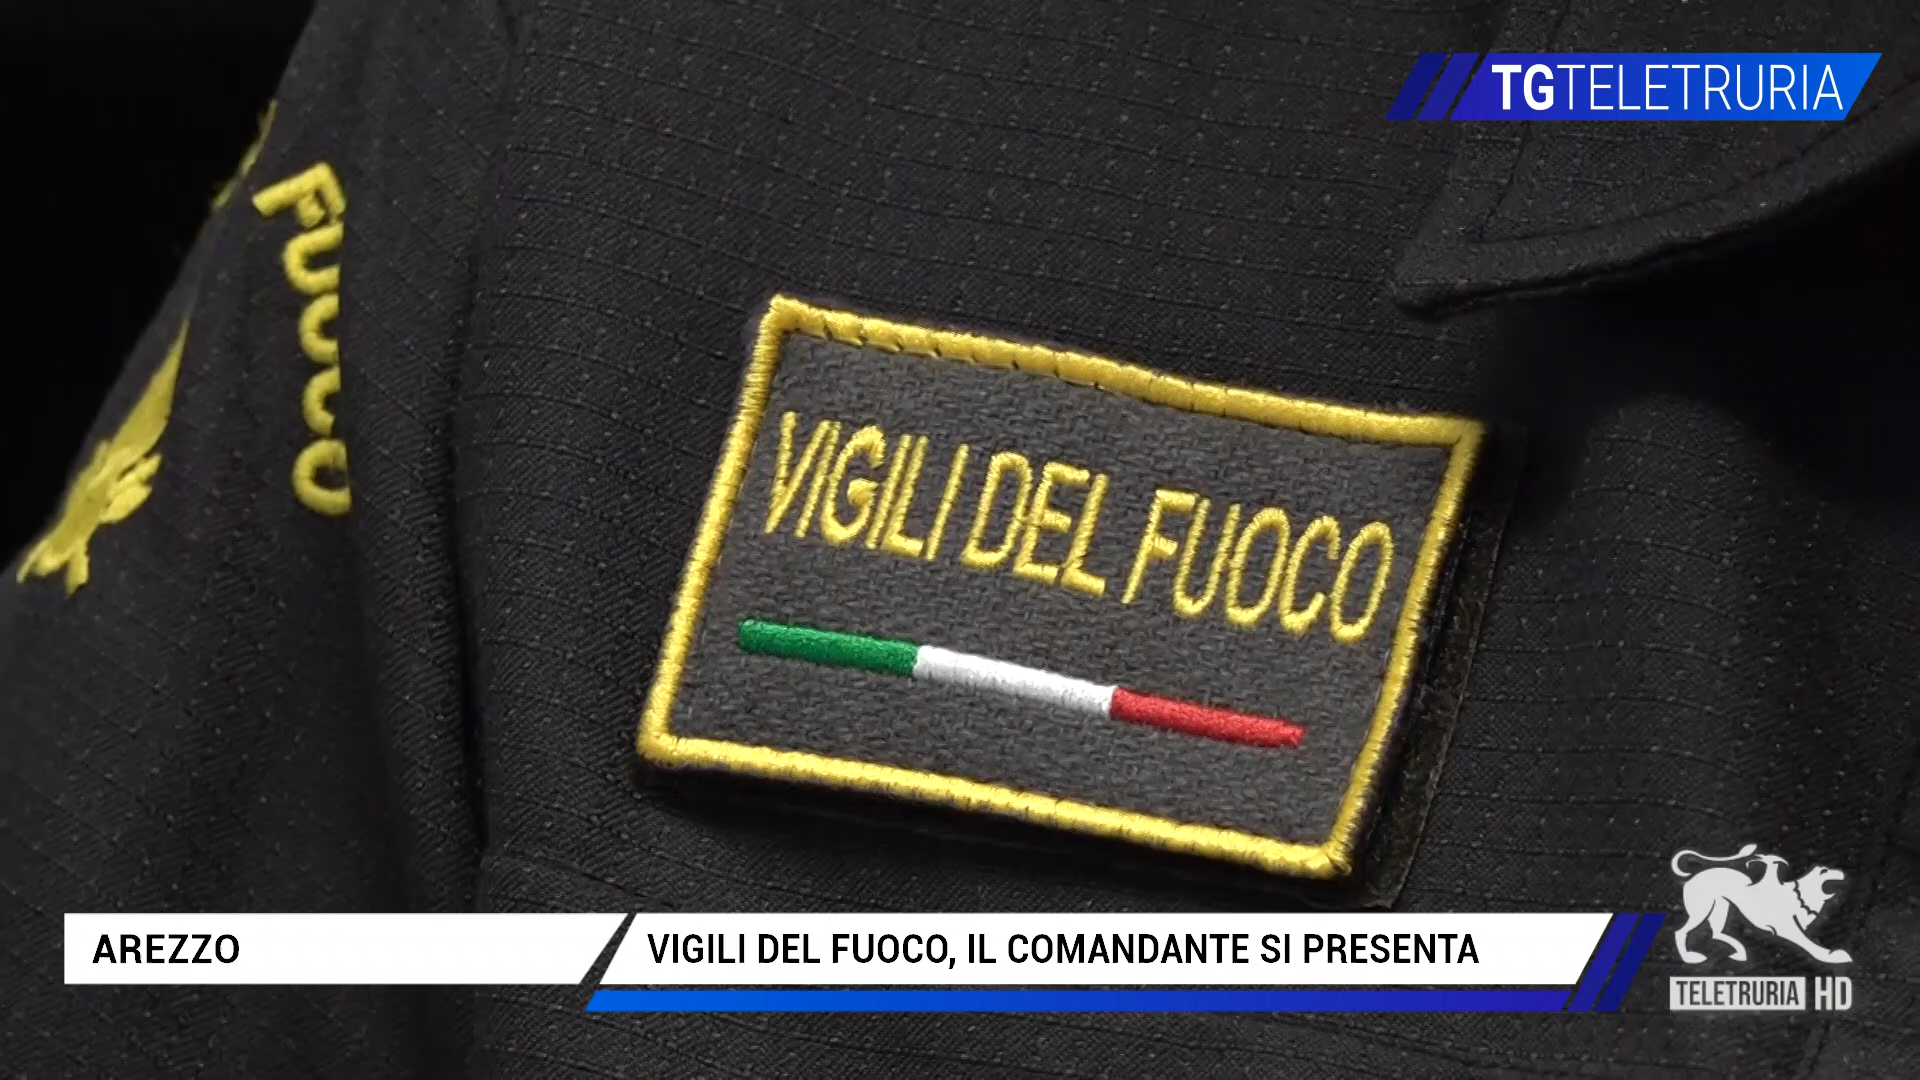 TGTELETRURIA
FUOCO
VIGILI DEL FUOCO
AREZZO
VIGILI DEL FUOCO, IL COMANDANTE SI PRESENTA
TELETRURIA HD